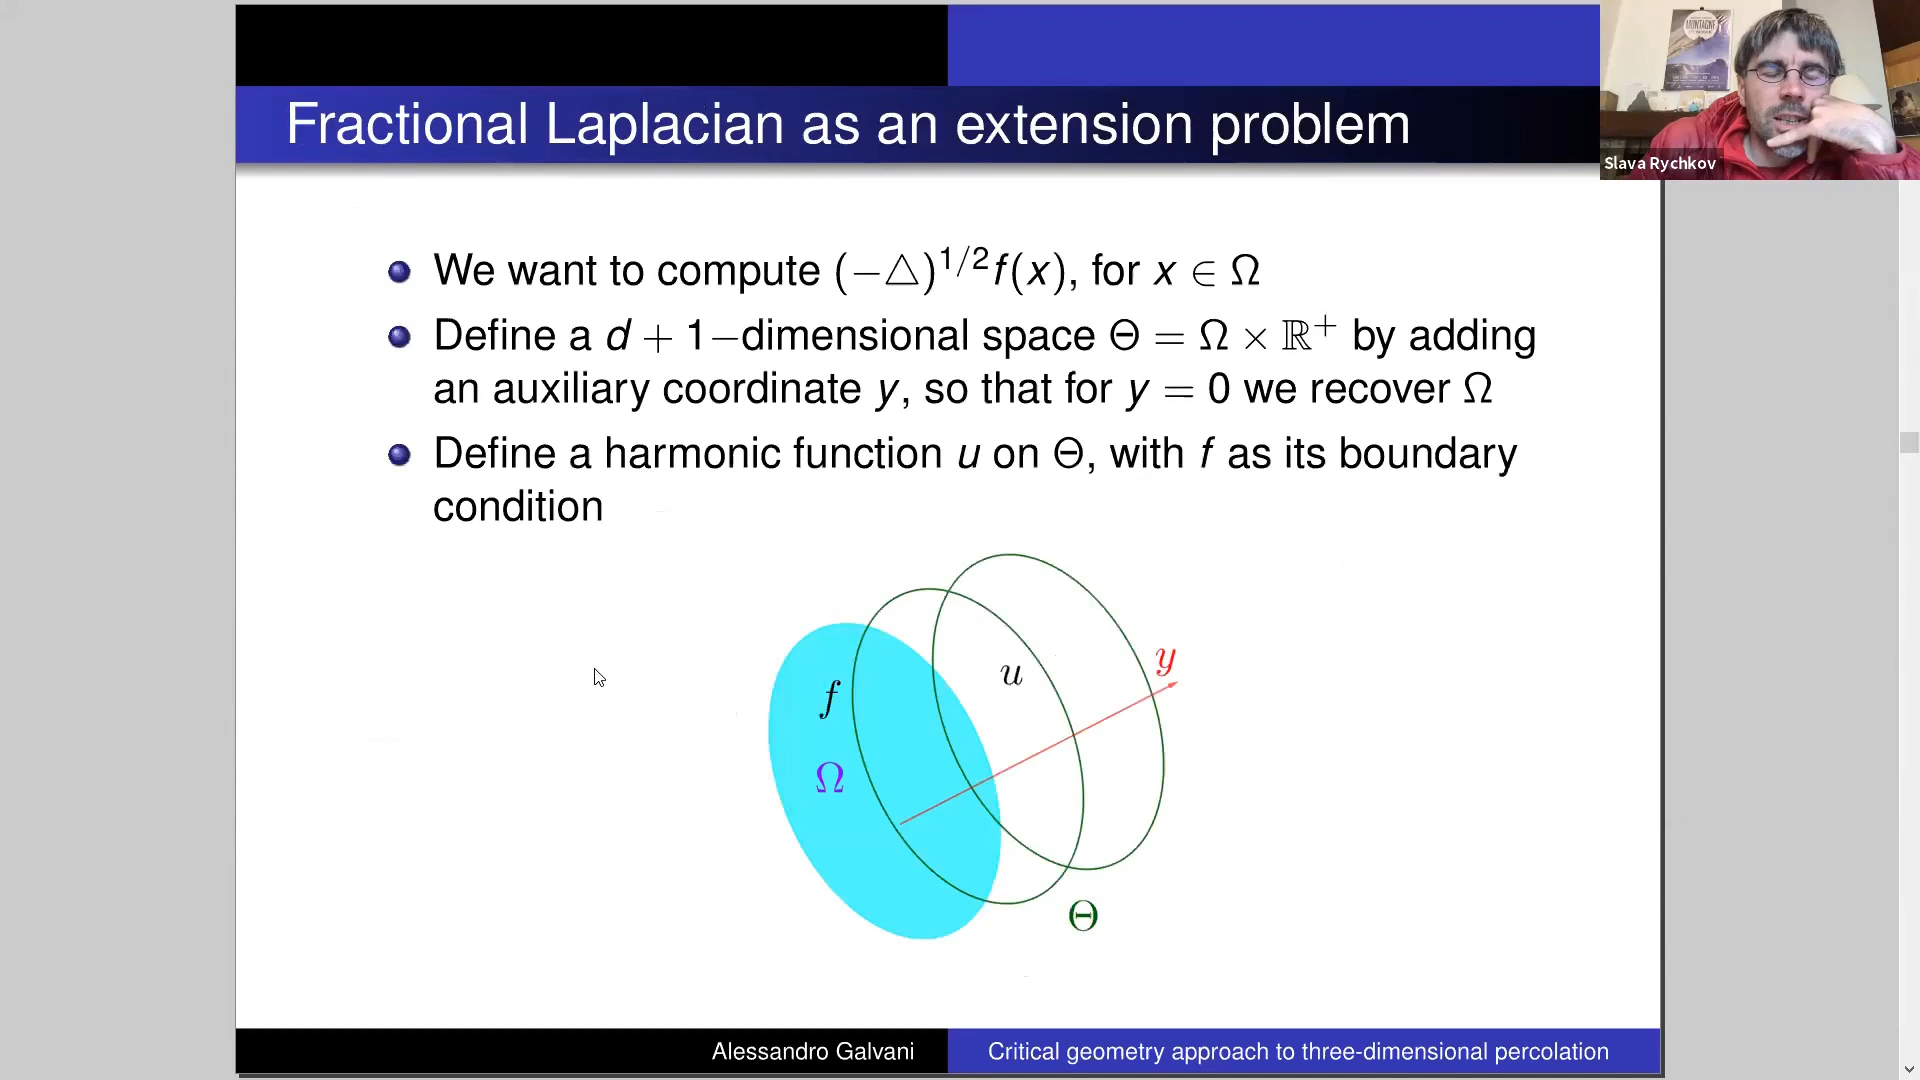 Fractional Laplacian as an extension problem
MONTAGNE
Slava Rychkov
We want to compute (−△)^{1/2} f(x), for x ∈ Ω
Define a d + 1−dimensional space Θ = Ω × ℝ⁺ by adding
an auxiliary coordinate y, so that for y = 0 we recover Ω
Define a harmonic function u on Θ, with f as its boundary
condition
y
u
f
Ω
Θ
Alessandro Galvani
Critical geometry approach to three-dimensional percolation